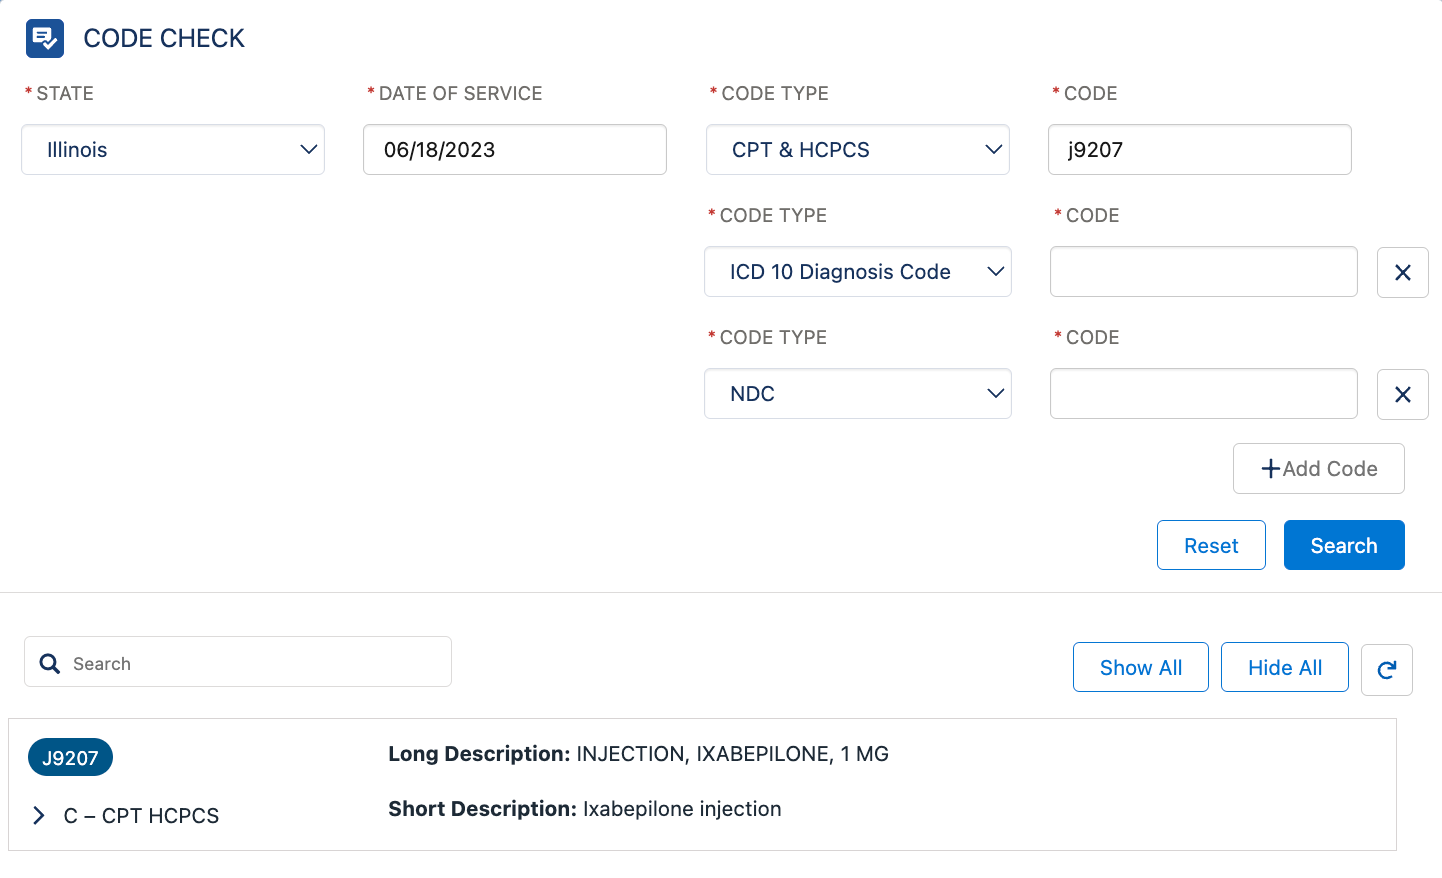 CODE CHECK
*STATE *DATE OF SERVICE *CODE TYPE *CODE
Illinois 06/18/2023 CPT & HCPCS j9207
*CODE TYPE *CODE
ICD 10 Diagnosis Code
*CODE TYPE *CODE
NDC
+Add Code
Reset Search
Search Show All Hide All
J9207 Long Description: INJECTION, IXABEPILONE, 1 MG
C – CPT HCPCS Short Description: Ixabepilone injection